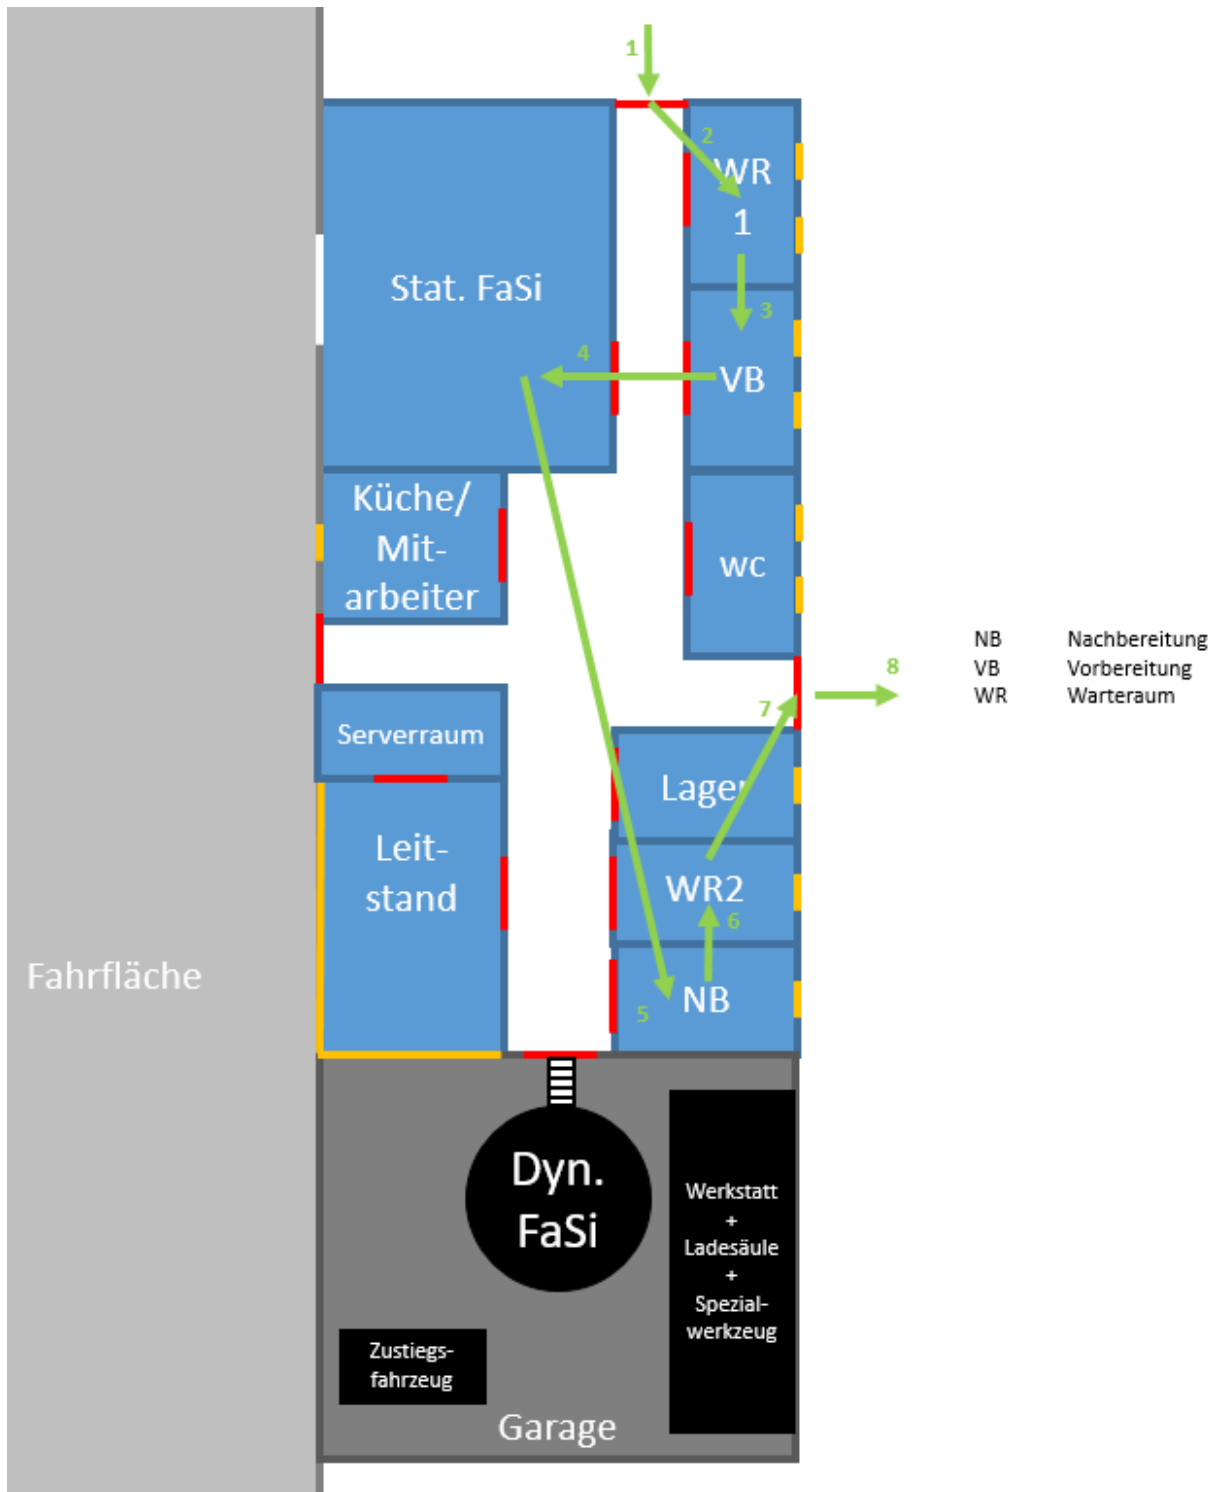 1
2
WR
1
Stat. FaSi
3
4
VB
Küche/
Mit-
arbeiter
wc
NB Nachbereitung
VB Vorbereitung
WR Warteraum
8
7
Serverraum
Lager
Leit-
stand
WR2
6
Fahrfläche
NB
5
Dyn.
FaSi
Werkstatt
+
Ladesäule
+
Spezial-
werkzeug
Zustiegs-
fahrzeug
Garage